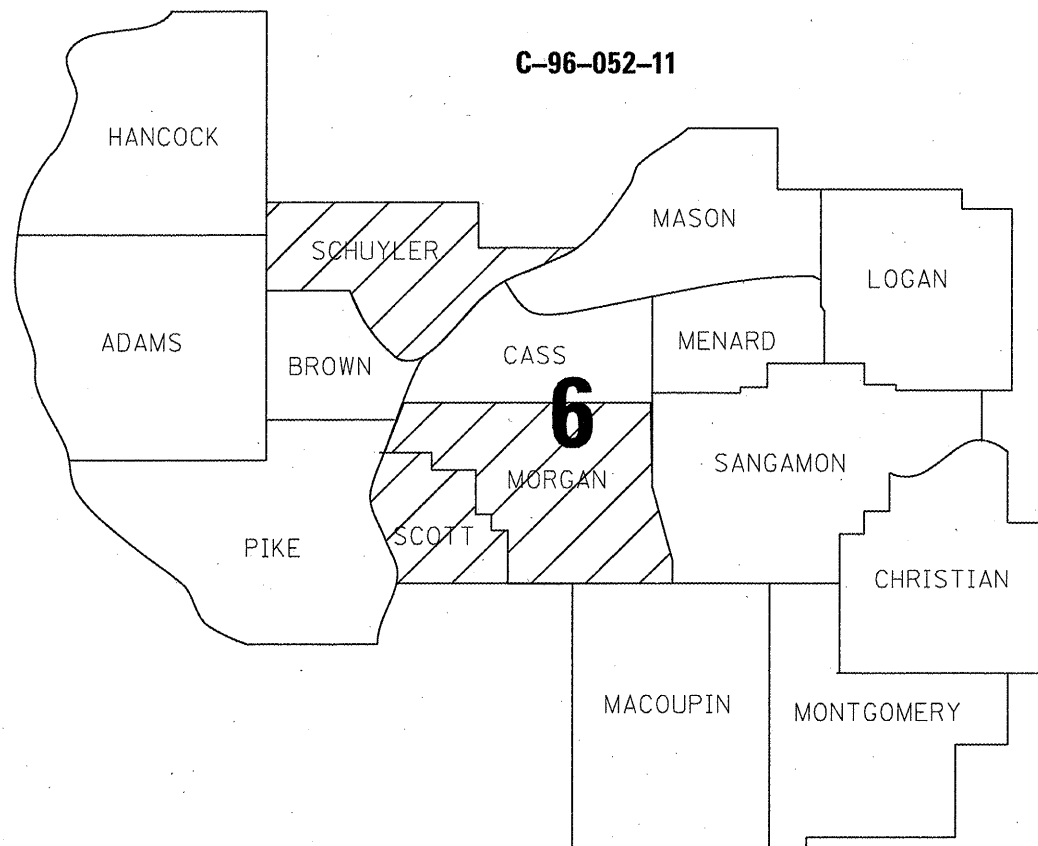 C–96–052–11
HANCOCK
MASON
SCHUYLER
LOGAN
ADAMS
MENARD
CASS
BROWN
6
SANGAMON
MORGAN
SCOTT
PIKE
CHRISTIAN
MACOUPIN
MONTGOMERY